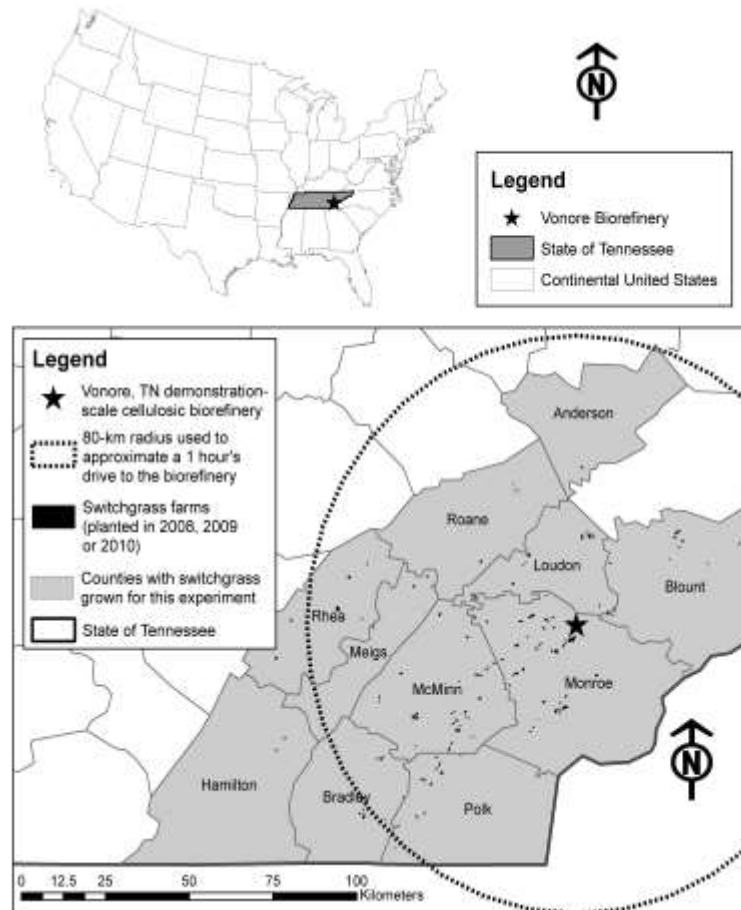 N
Legend
Vonore Biorefinery
State of Tennessee
Continental United States
Legend
Vonore, TN demonstration-
scale cellulosic biorefinery
80-km radius used to
approximate a 1 hour's
drive to the biorefinery
Switchgrass farms
(planted in 2008, 2009
or 2010)
Counties with switchgrass
grown for this experiment
State of Tennessee
Anderson
Roane
Loudon
Blount
Rhea
Meigs
McMinn
Monroe
Hamilton
Bradley
Polk
N
0 12.5 25 50 75 100
Kilometers